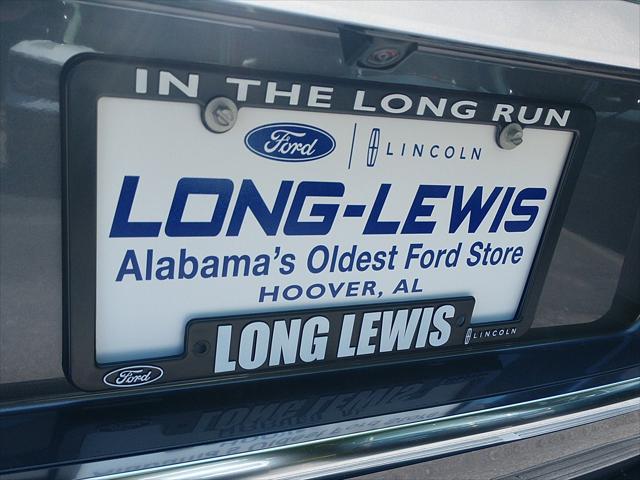 IN THE LONG RUN
Ford | LINCOLN
LONG-LEWIS
Alabama's Oldest Ford Store
HOOVER, AL
LONG LEWIS
Ford
LINCOLN